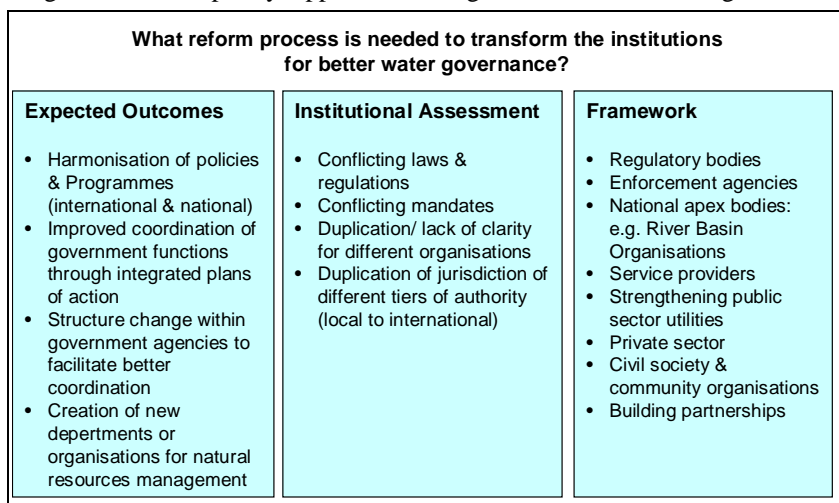 What reform process is needed to transform the institutions
for better water governance?
Expected Outcomes
• Harmonisation of policies
& Programmes
(international & national)
• Improved coordination of
government functions
through integrated plans
of action
• Structure change within
government agencies to
facilitate better
coordination
• Creation of new
depertments or
organisations for natural
resources management
Institutional Assessment
• Conflicting laws &
regulations
• Conflicting mandates
• Duplication/ lack of clarity
for different organisations
• Duplication of jurisdiction of
different tiers of authority
(local to international)
Framework
• Regulatory bodies
• Enforcement agencies
• National apex bodies:
e.g. River Basin
Organisations
• Service providers
• Strengthening public
sector utilities
• Private sector
• Civil society &
community organisations
• Building partnerships